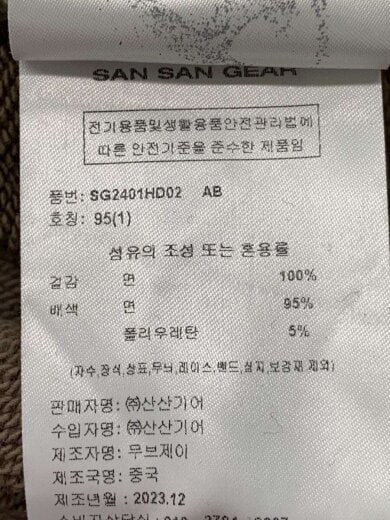 SAN SAN GEAR
전기용품및생활용품안전관리법에
따른 안전기준을 준수한 제품임
품번: SG2401HD02 AB
호칭: 95(1)
섬유의 조성 또는 혼용률
겉감 면 100%
배색 면 95%
폴리우레탄 5%
(자수,장식,상표,무늬,레이스,밴드,심지,보강재 제외)
판매자명: ㈜산산기어
수입자명: ㈜산산기어
제조자명: 무브제이
제조국명: 중국
제조년월: 2023.12